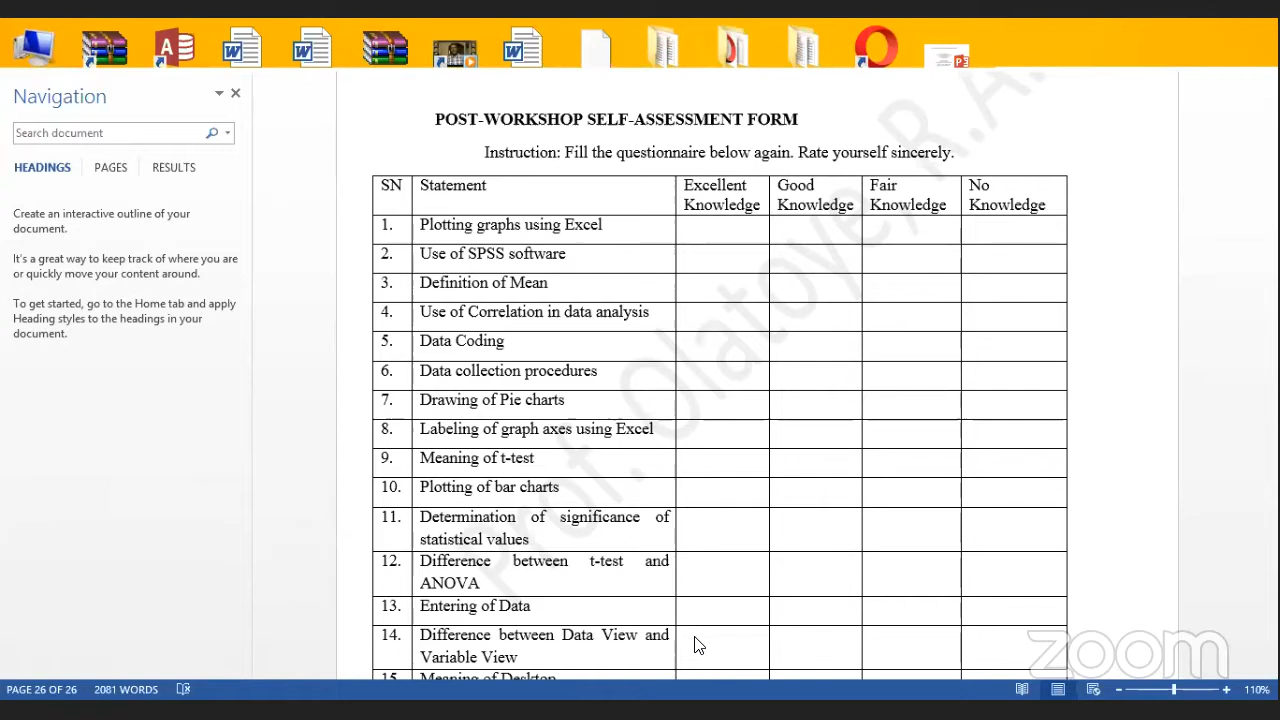 Navigation
Search document
HEADINGS PAGES RESULTS
Create an interactive outline of your
document.
It's a great way to keep track of where you are
or quickly move your content around.
To get started, go to the Home tab and apply
Heading styles to the headings in your
document.
POST-WORKSHOP SELF-ASSESSMENT FORM
Instruction: Fill the questionnaire below again. Rate yourself sincerely.
SN Statement Excellent Knowledge Good Knowledge Fair Knowledge No Knowledge
1. Plotting graphs using Excel
2. Use of SPSS software
3. Definition of Mean
4. Use of Correlation in data analysis
5. Data Coding
6. Data collection procedures
7. Drawing of Pie charts
8. Labeling of graph axes using Excel
9. Meaning of t-test
10. Plotting of bar charts
11. Determination of significance of
statistical values
12. Difference between t-test and
ANOVA
13. Entering of Data
14. Difference between Data View and
Variable View
15. Meaning of Desktop
Prof. Olatoye, R.A.
zoom
PAGE 26 OF 26 2081 WORDS 110%